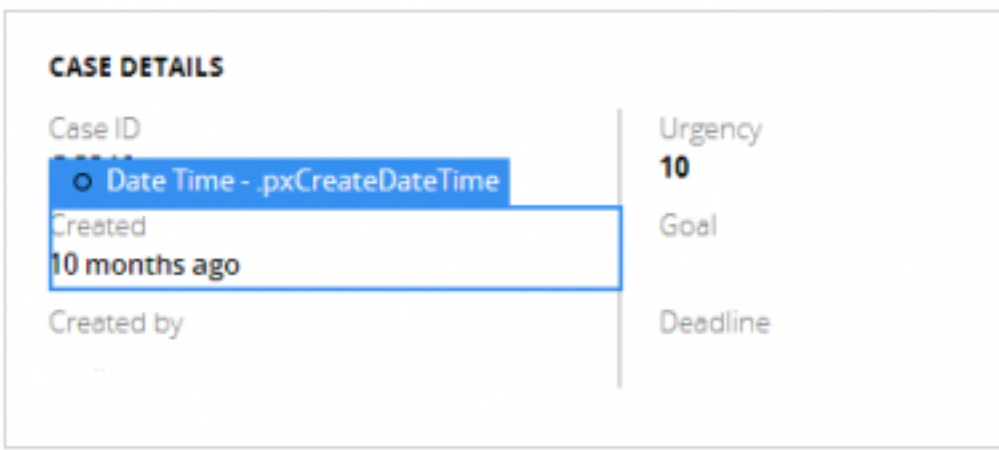 CASE DETAILS
Case ID
Date Time - .pxCreateDateTime
Created
10 months ago
Created by
Urgency
10
Goal
Deadline